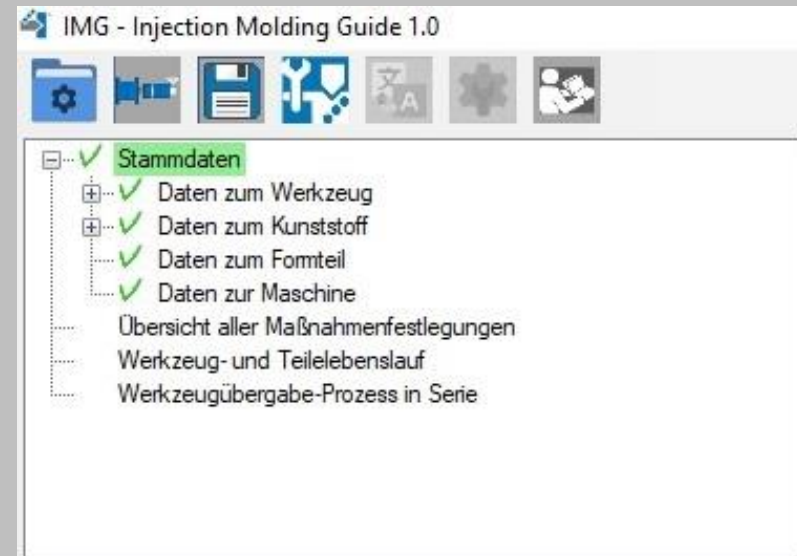 IMG - Injection Molding Guide 1.0
Stammdaten
Daten zum Werkzeug
Daten zum Kunststoff
Daten zum Formteil
Daten zur Maschine
Übersicht aller Maßnahmenfestlegungen
Werkzeug- und Teilelebenslauf
Werkzeugübergabe-Prozess in Serie